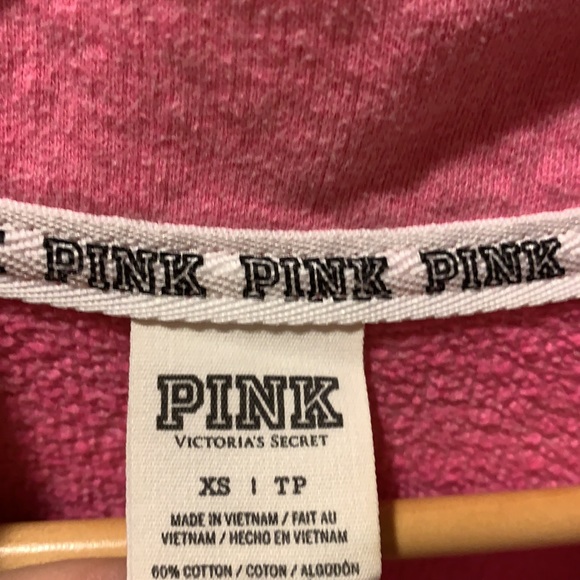 PINK PINK PINK
PINK
VICTORIA'S SECRET
XS | TP
MADE IN VIETNAM / FAIT AU
VIETNAM / HECHO EN VIETNAM
60% COTTON / COTON / ALGODÓN